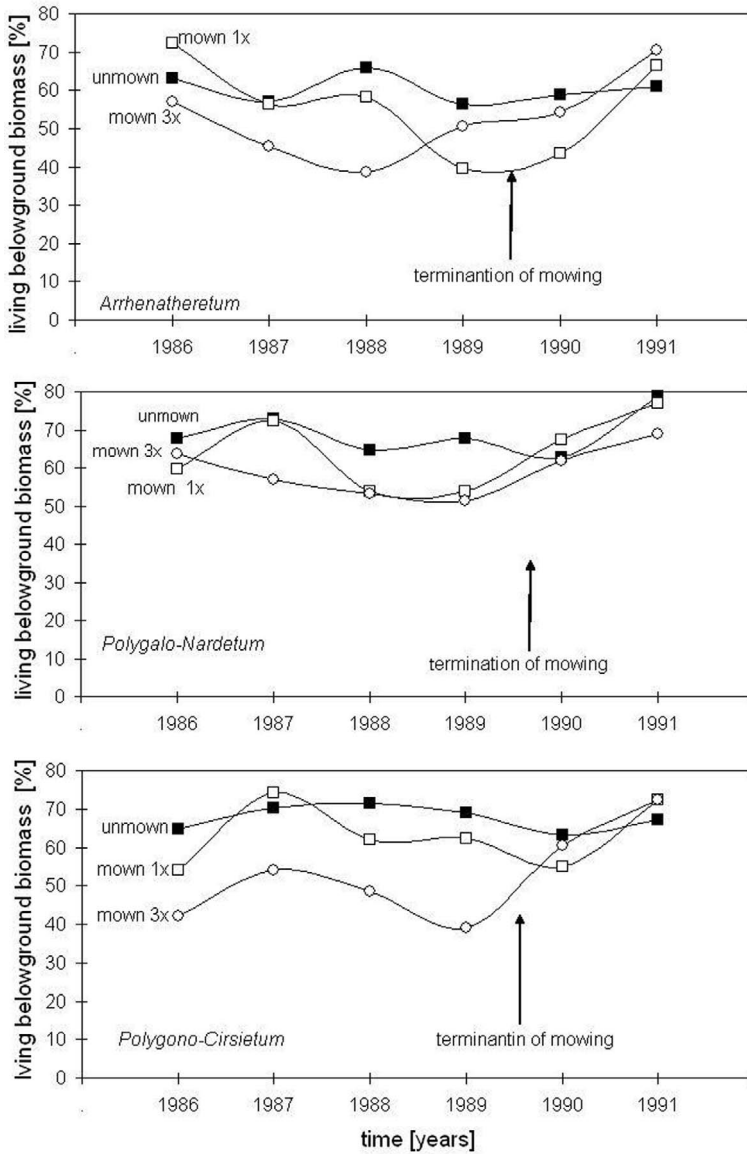 living belowground biomass [%]
80
70
60
50
40
30
20
10
0
mown 1x
unmown
mown 3x
terminantion of mowing
Arrhenatheretum
1986 1987 1988 1989 1990 1991
living belowground biomass [%]
80
70
60
50
40
30
20
10
0
unmown
mown 3x
mown 1x
Polygalo-Nardetum
termination of mowing
1986 1987 1988 1989 1990 1991
lving belowground biomass [%]
80
70
60
50
40
30
20
10
0
unmown
mown 1x
mown 3x
Polygono-Cirsietum
terminantin of mowing
1986 1987 1988 1989 1990 1991
time [years]